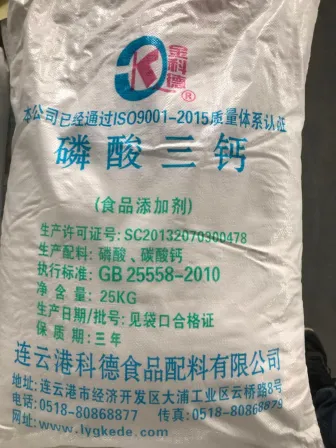 金科德
K
®
本公司已经通过ISO9001-2015质量体系认证
磷酸三钙
(食品添加剂)
生产许可证号: SC20132070900478
生产配料: 磷酸、碳酸钙
执行标准: GB 25558-2010
净 含 量: 25KG
生产日期/批号: 见袋口合格证
保 质 期: 三年
连云港科德食品配料有限公司
地址: 连云港市经济开发区大浦工业区云桥路8号
电话: 0518-80868877 传真: 0518-80868879
网址: www.lygkede.com